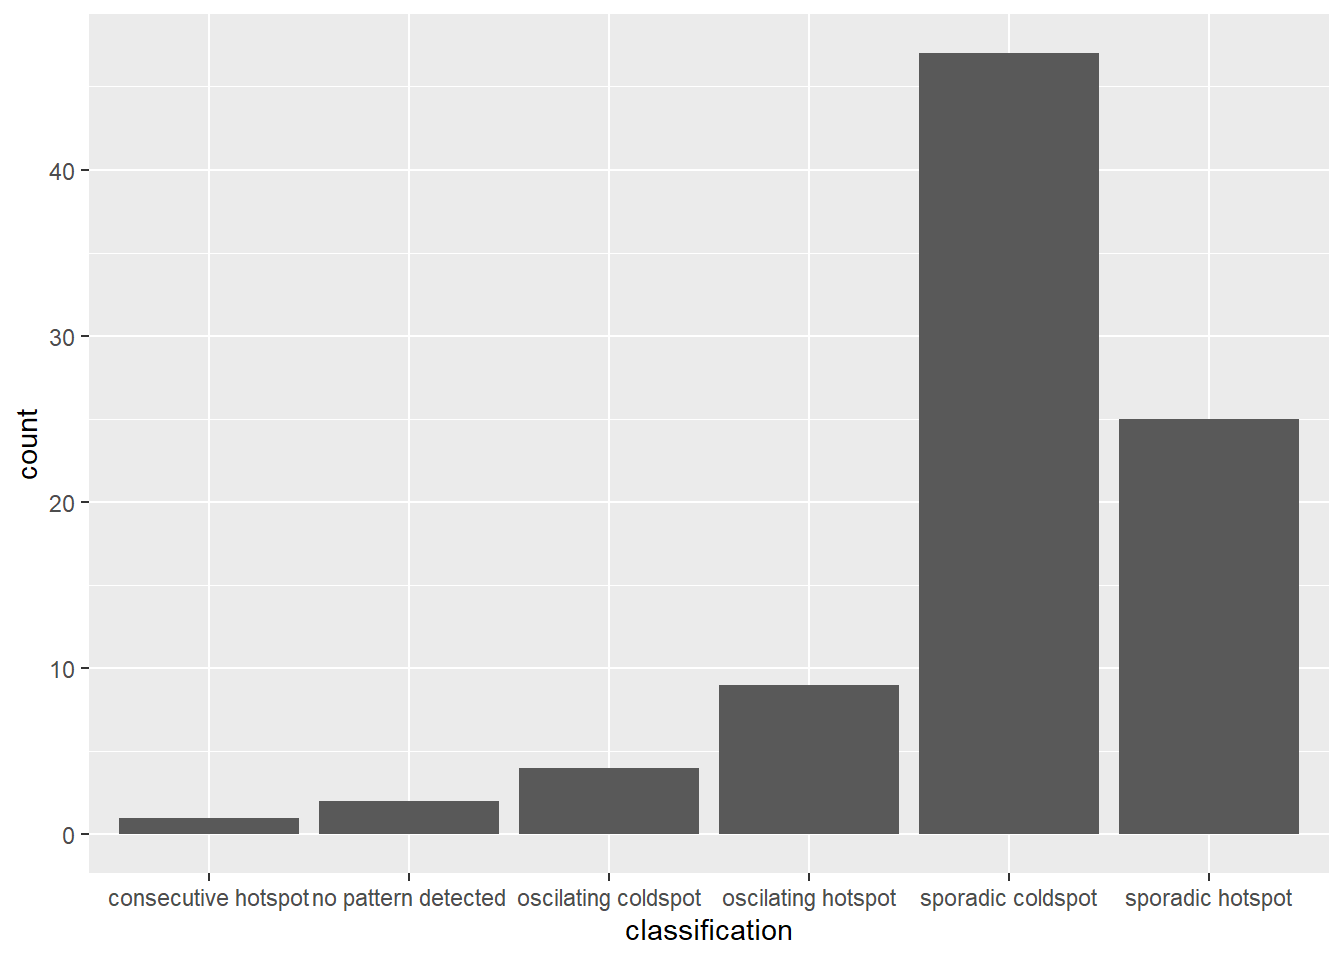 count
40
30
20
10
0
consecutive hotspot no pattern detected oscilating coldspot oscilating hotspot sporadic coldspot sporadic hotspot
classification